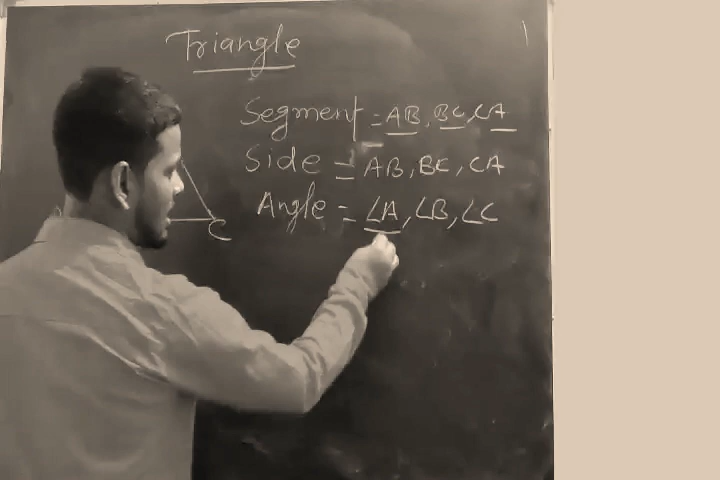 Triangle
Segment = AB, BC, CA
Side = AB, BC, CA
Angle = ∠A, ∠B, ∠C
C